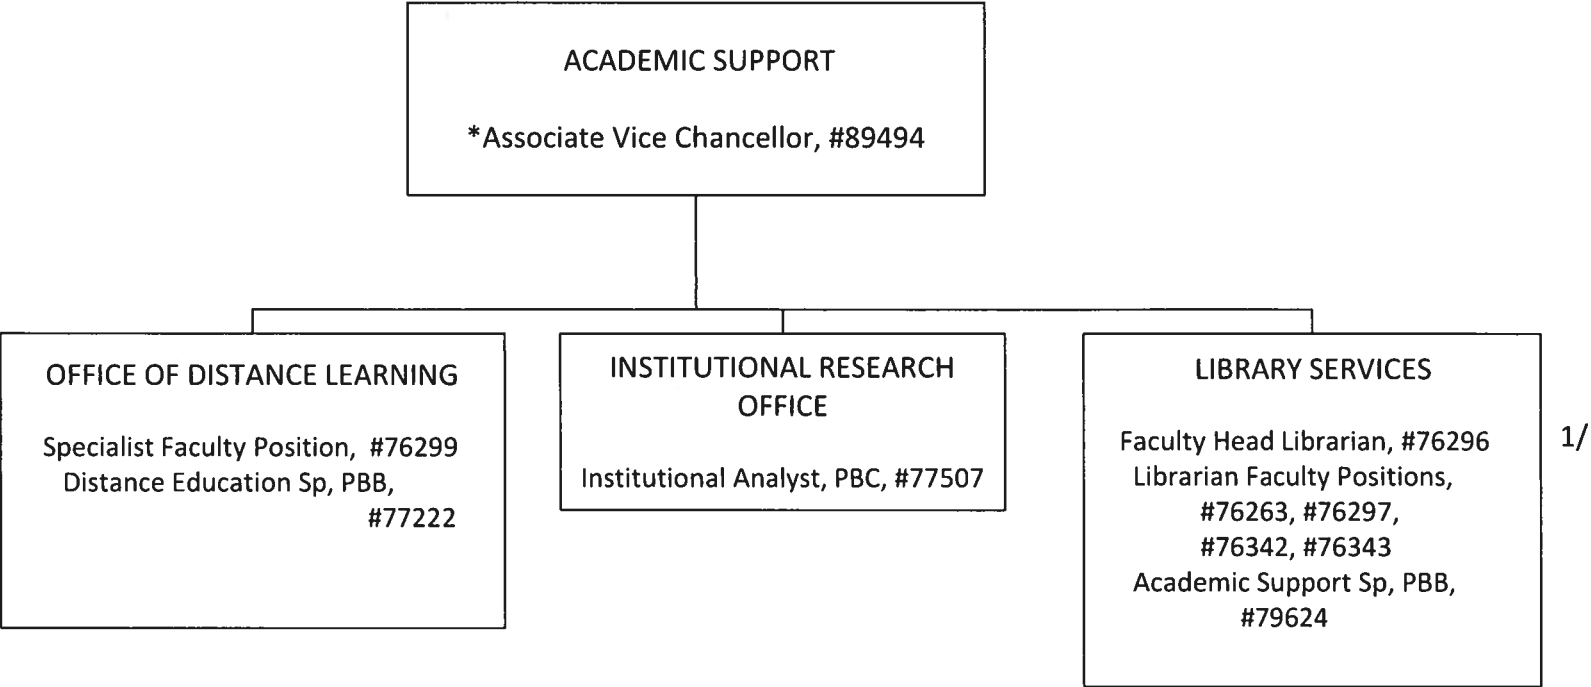 ACADEMIC SUPPORT
*Associate Vice Chancellor, #89494
OFFICE OF DISTANCE LEARNING
Specialist Faculty Position, #76299
Distance Education Sp, PBB,
#77222
INSTITUTIONAL RESEARCH
OFFICE
Institutional Analyst, PBC, #77507
LIBRARY SERVICES
Faculty Head Librarian, #76296
Librarian Faculty Positions,
#76263, #76297,
#76342, #76343
Academic Support Sp, PBB,
#79624
1/